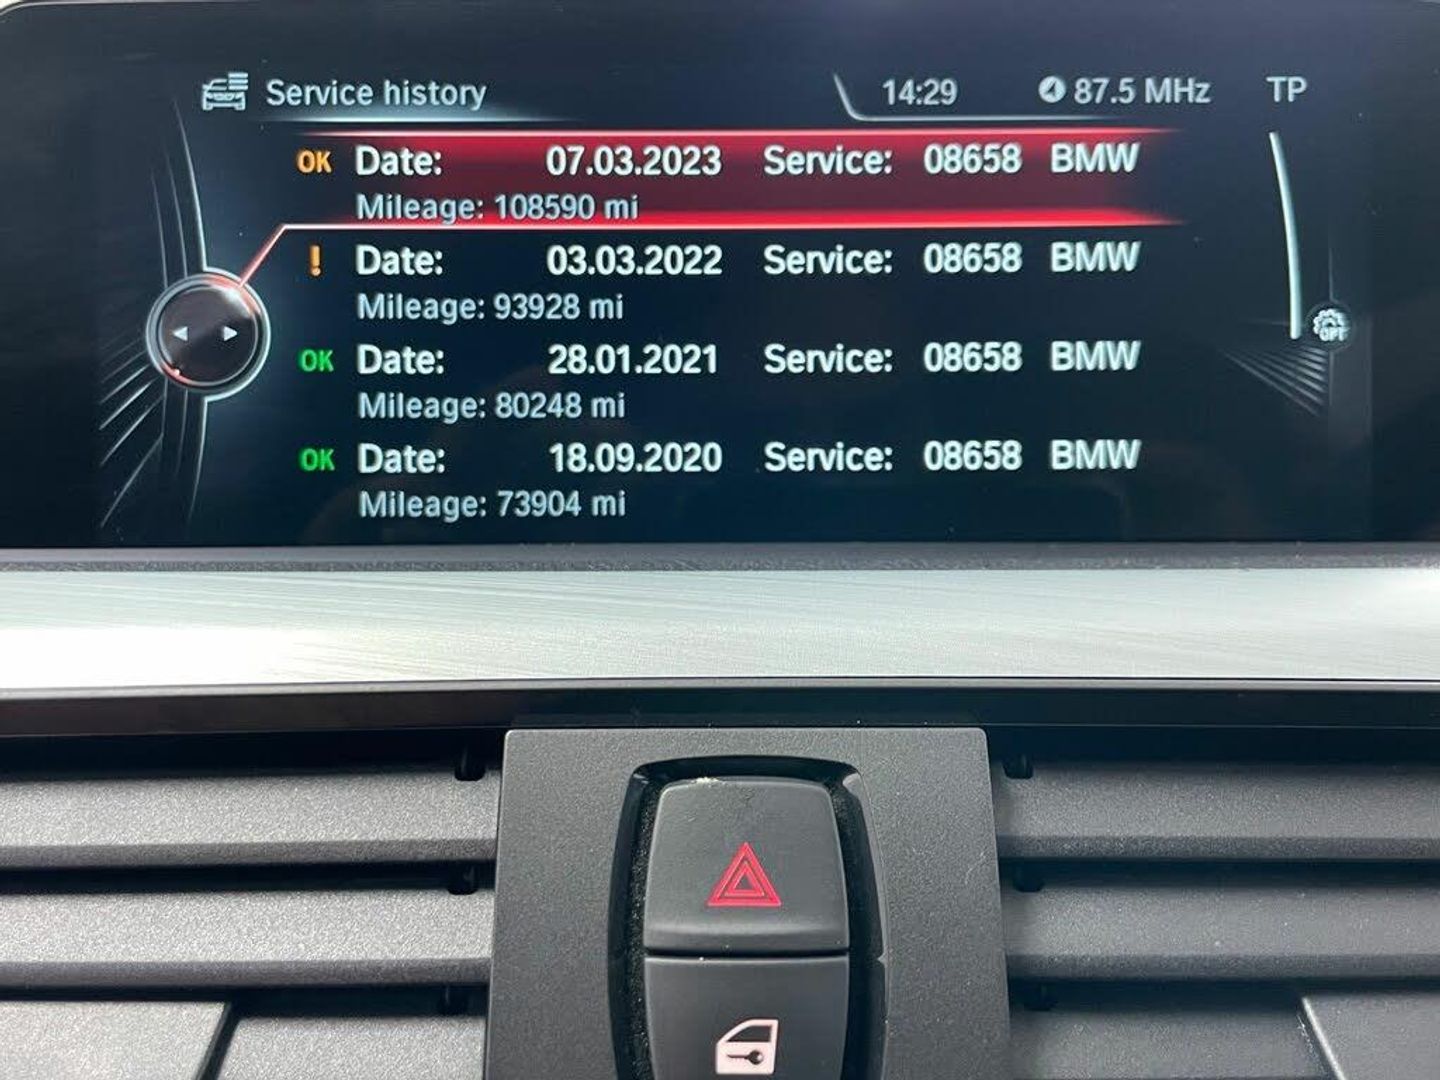 Service history 14:29 87.5 MHz TP
OK Date: 07.03.2023 Service: 08658 BMW
Mileage: 108590 mi
! Date: 03.03.2022 Service: 08658 BMW
Mileage: 93928 mi
OK Date: 28.01.2021 Service: 08658 BMW
Mileage: 80248 mi
OK Date: 18.09.2020 Service: 08658 BMW
Mileage: 73904 mi
OPT